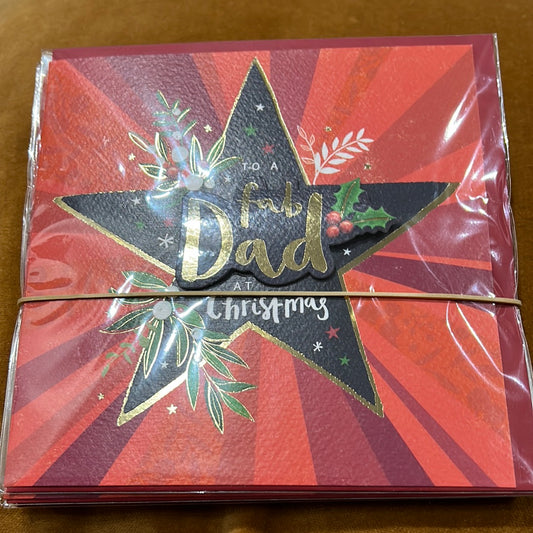 TO A
fab
Dad
AT
Christmas